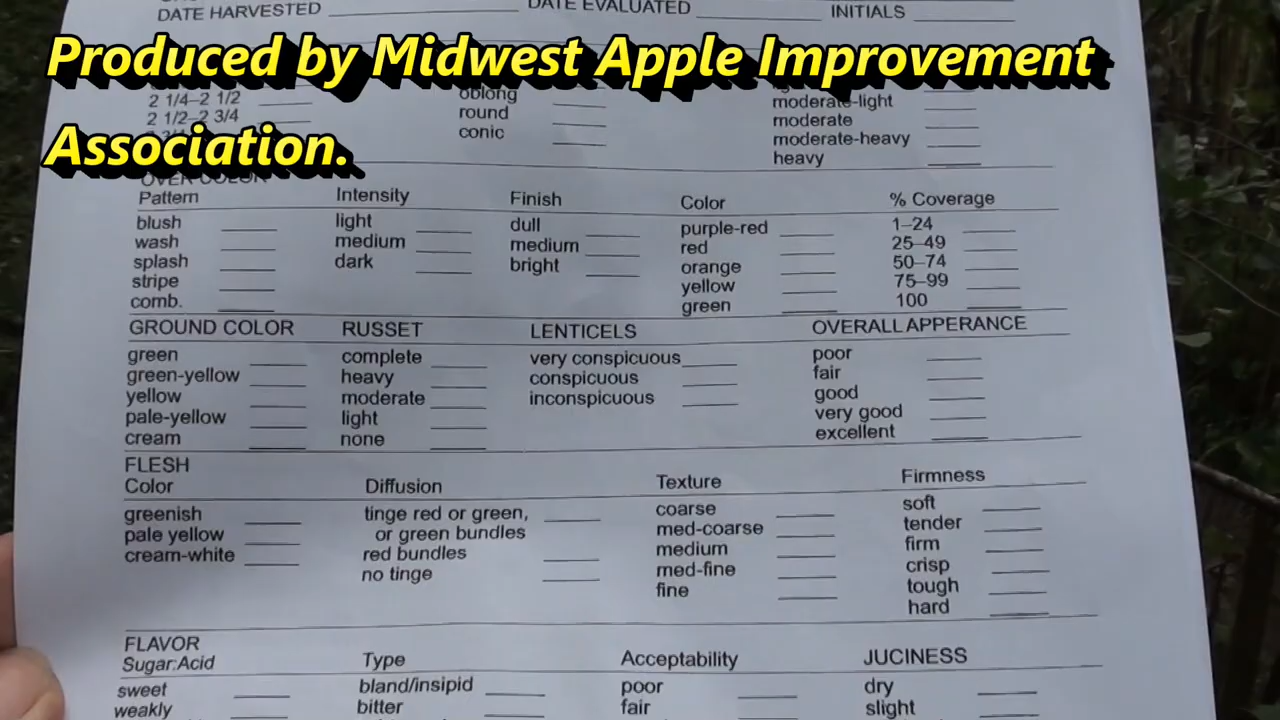 DATE HARVESTED DATE EVALUATED INITIALS
Produced by Midwest Apple Improvement
Association.
2 1/4–2 1/2 oblong moderate-light
2 1/2–2 3/4 round moderate
conic moderate-heavy
heavy
OVER COLOR
Pattern Intensity Finish Color % Coverage
blush light dull purple-red 1–24
wash medium medium red 25–49
splash dark bright orange 50–74
stripe yellow 75–99
comb. green 100
GROUND COLOR RUSSET LENTICELS OVERALL APPERANCE
green complete very conspicuous poor
green-yellow heavy conspicuous fair
yellow moderate inconspicuous good
pale-yellow light very good
cream none excellent
FLESH
Color Diffusion Texture Firmness
greenish tinge red or green, coarse soft
pale yellow or green bundles med-coarse tender
cream-white red bundles medium firm
no tinge med-fine crisp
fine tough
hard
FLAVOR
Sugar:Acid Type Acceptability JUCINESS
sweet bland/insipid poor dry
weakly bitter fair slight